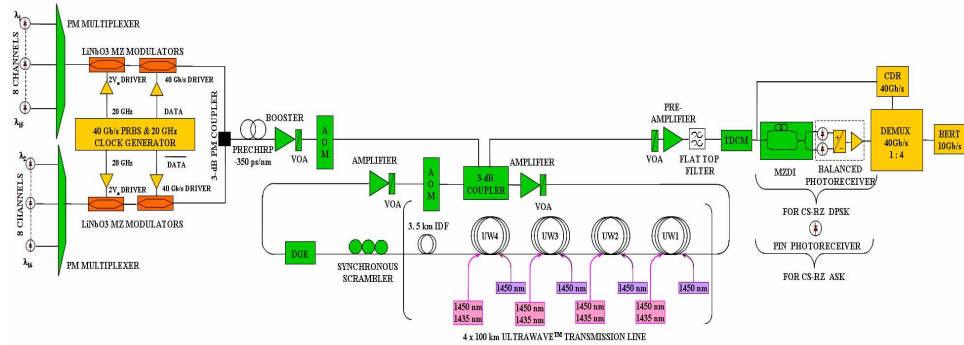 λ1
PM MULTIPLEXER
8 CHANNELS
λ15
LiNbO3 MZ MODULATORS
2Vπ DRIVER
40 Gb/s DRIVER
20 GHz
DATA
40 Gb/s PRBS & 20 GHz
CLOCK GENERATOR
20 GHz
DATA
2Vπ DRIVER
40 Gb/s DRIVER
LiNbO3 MZ MODULATORS
λ2
8 CHANNELS
λ16
PM MULTIPLEXER
3-dB PM COUPLER
PRECHIRP
-350 ps/nm
BOOSTER
VOA
AOM
AMPLIFIER
VOA
AOM
3-dB
COUPLER
AMPLIFIER
VOA
PRE-
AMPLIFIER
VOA
FLAT TOP
FILTER
TDCM
MZDI
BALANCED
PHOTORECEIVER
CDR
40Gb/s
DEMUX
40Gb/s
1 : 4
BERT
10Gb/s
FOR CS-RZ DPSK
PIN PHOTORECEIVER
FOR CS-RZ ASK
DGE
SYNCHRONOUS
SCRAMBLER
3.5 km IDF
UW4
UW3
UW2
UW1
1450 nm
1450 nm
1450 nm
1450 nm
1450 nm
1435 nm
1450 nm
1435 nm
1450 nm
1435 nm
1450 nm
1435 nm
4 x 100 km ULTRAWAVE™ TRANSMISSION LINE